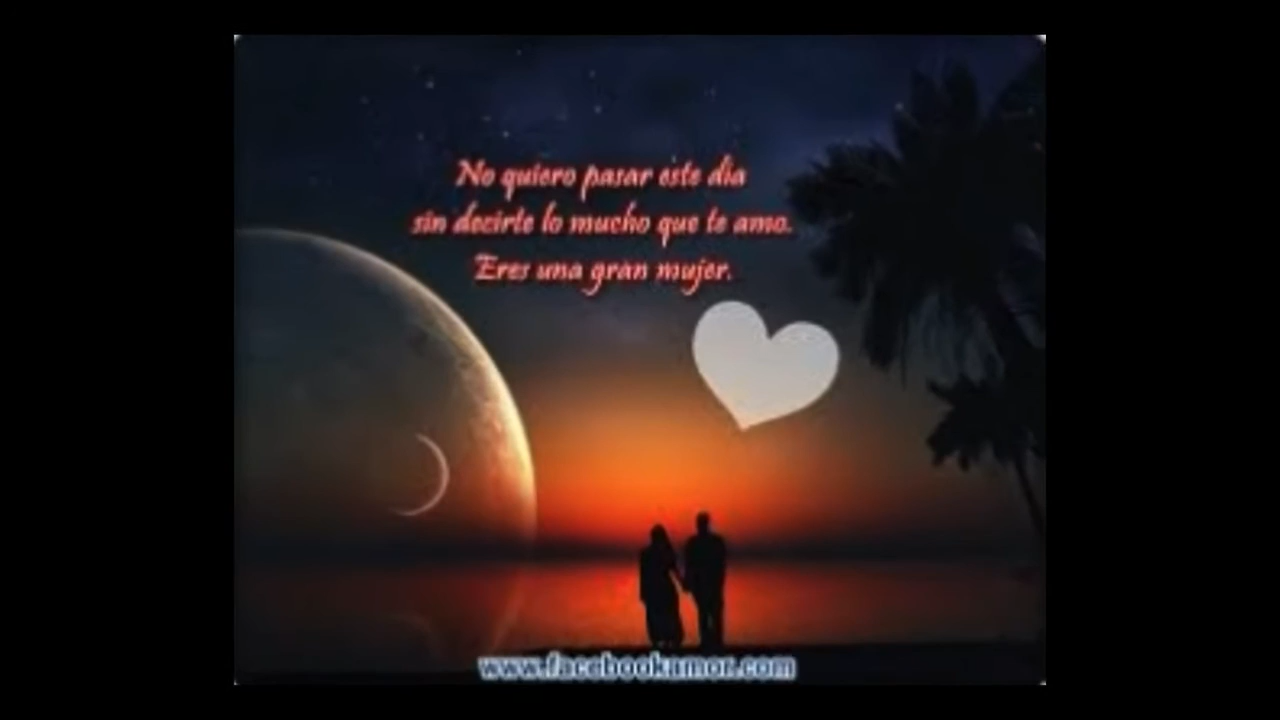 No quiero pasar este dia
sin decirte lo mucho que te amo.
Eres una gran mujer.
www.facebookamor.com